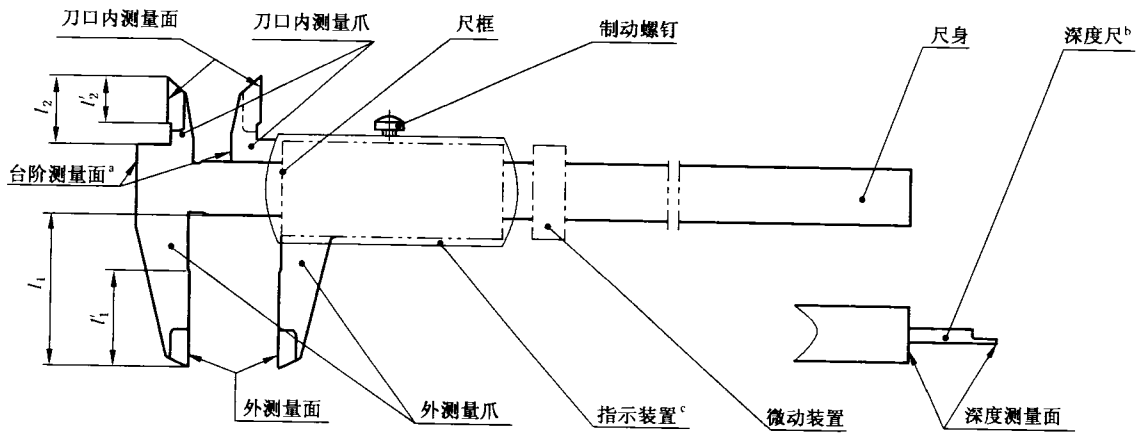 刀口内测量面
刀口内测量爪
尺框
制动螺钉
尺身
深度尺b
l2
l'2
台阶测量面a
l1
l'1
外测量面
外测量爪
指示装置c
微动装置
深度测量面